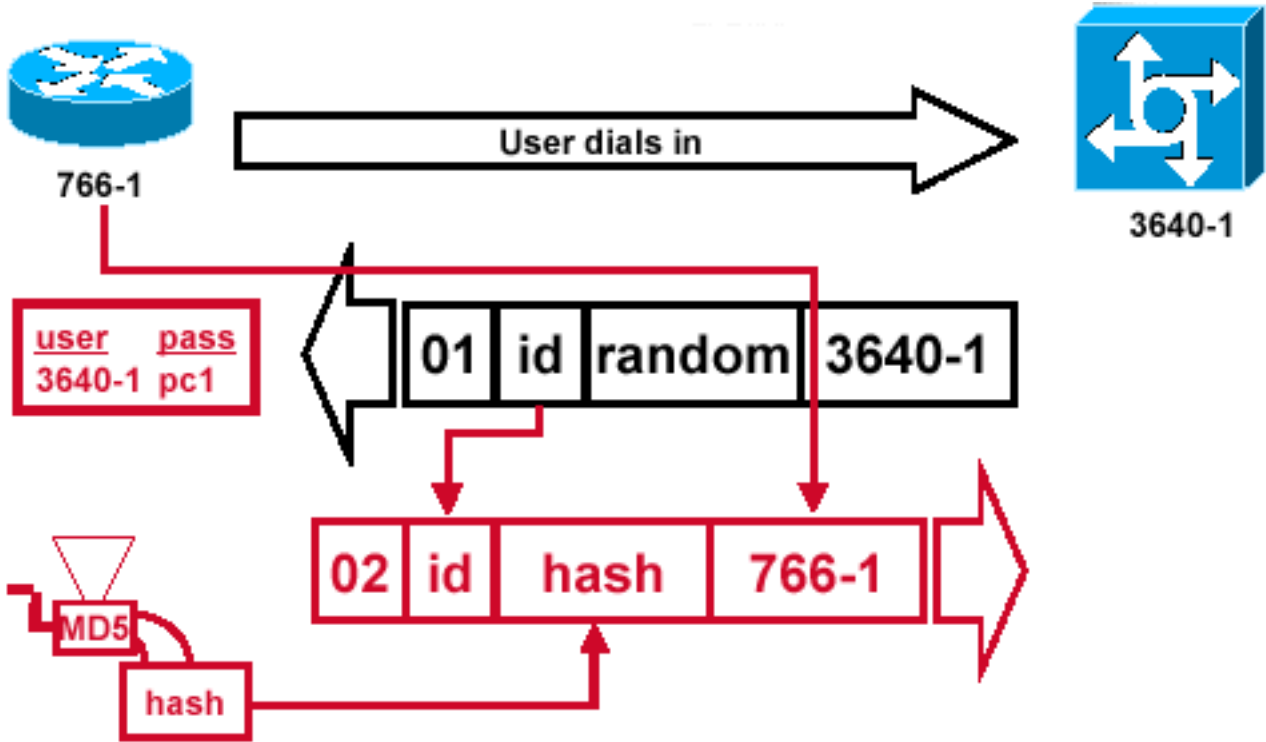 User dials in
766-1
3640-1
user pass
3640-1 pc1
01 id random 3640-1
02 id hash 766-1
MD5
hash